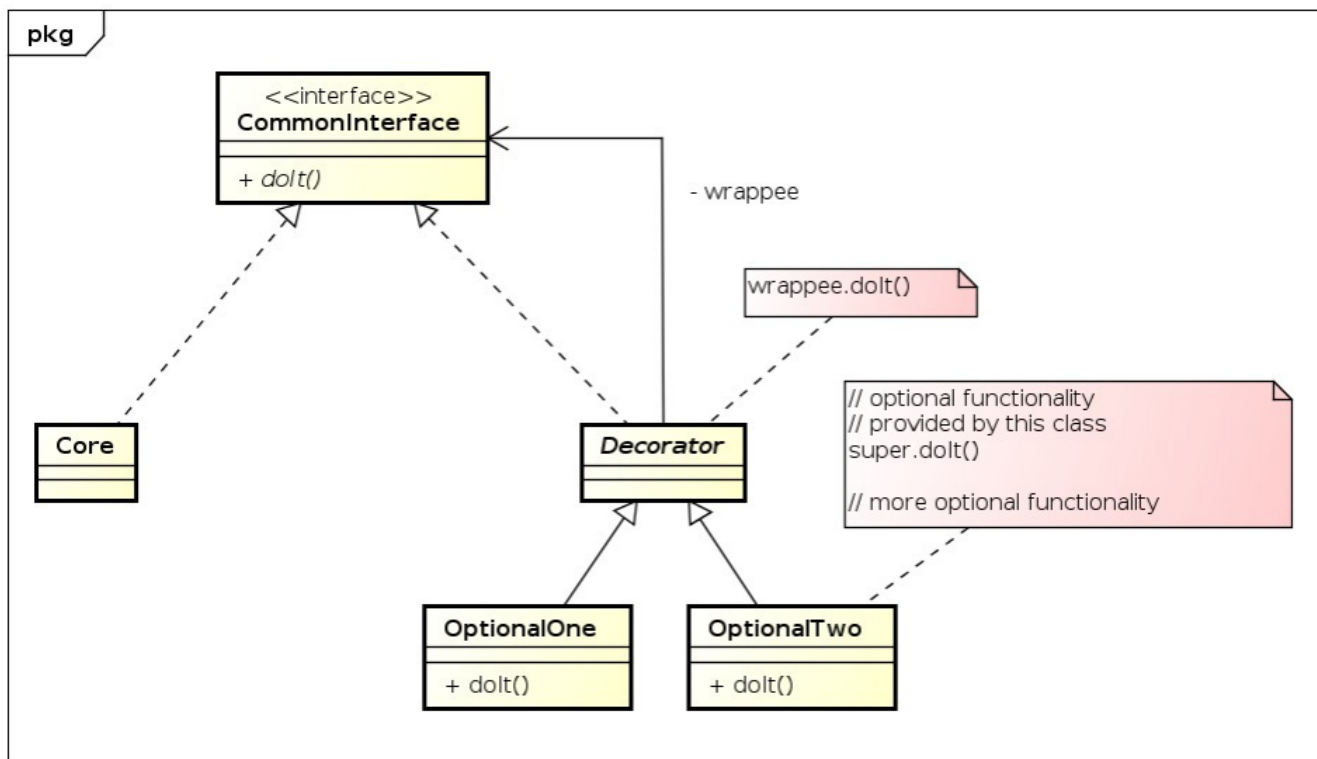 pkg
<<interface>>
CommonInterface
+ doIt()
- wrappee
wrappee.doIt()
// optional functionality
// provided by this class
super.doIt()
// more optional functionality
Core
Decorator
OptionalOne
+ doIt()
OptionalTwo
+ doIt()